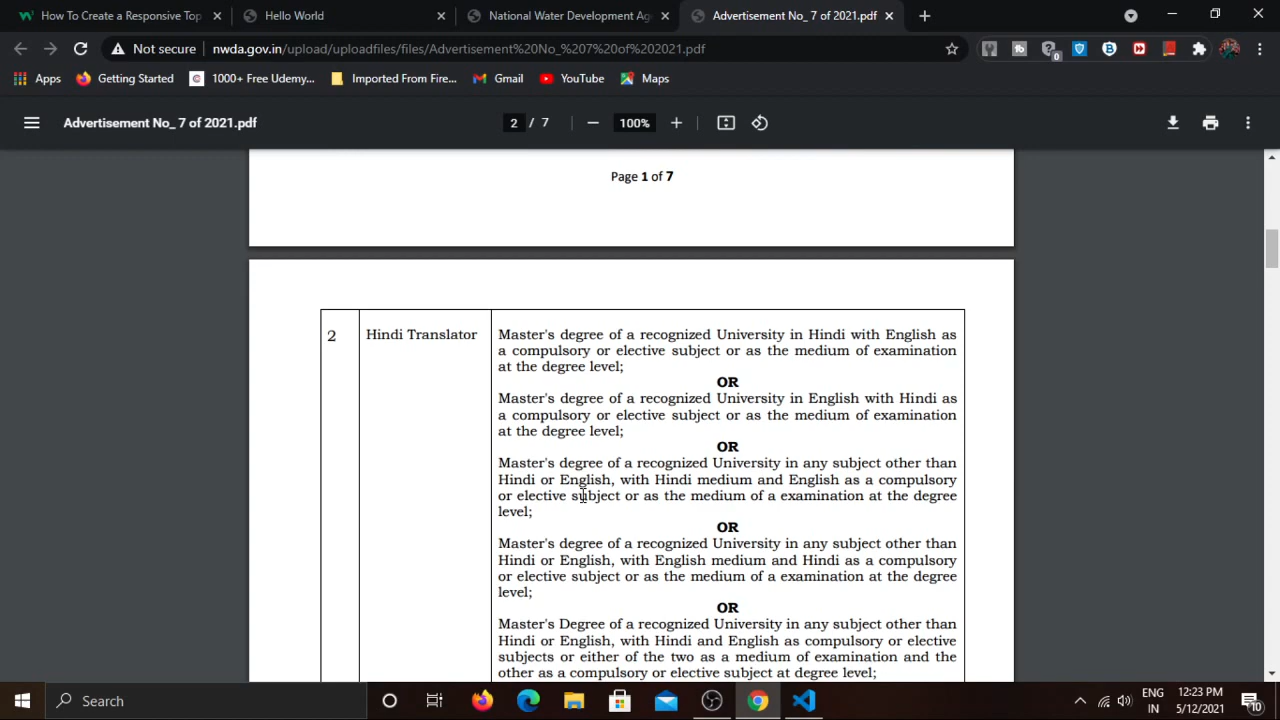 How To Create a Responsive Top
Hello World
National Water Development Ag
Advertisement No_ 7 of 2021.pdf
Not secure
nwda.gov.in/upload/uploadfiles/files/Advertisement%20No_%207%20of%202021.pdf
0
Apps
Getting Started
1000+ Free Udemy...
Imported From Fire...
Gmail
YouTube
Maps
Advertisement No_ 7 of 2021.pdf
2 / 7
100%
Page 1 of 7
2
Hindi Translator
Master's degree of a recognized University in Hindi with English as
a compulsory or elective subject or as the medium of examination
at the degree level;
OR
Master's degree of a recognized University in English with Hindi as
a compulsory or elective subject or as the medium of examination
at the degree level;
OR
Master's degree of a recognized University in any subject other than
Hindi or English, with Hindi medium and English as a compulsory
or elective subject or as the medium of a examination at the degree
level;
OR
Master's degree of a recognized University in any subject other than
Hindi or English, with English medium and Hindi as a compulsory
or elective subject or as the medium of a examination at the degree
level;
OR
Master's Degree of a recognized University in any subject other than
Hindi or English, with Hindi and English as compulsory or elective
subjects or either of the two as a medium of examination and the
other as a compulsory or elective subject at degree level;
Search
ENG
IN
12:23 PM
5/12/2021
10